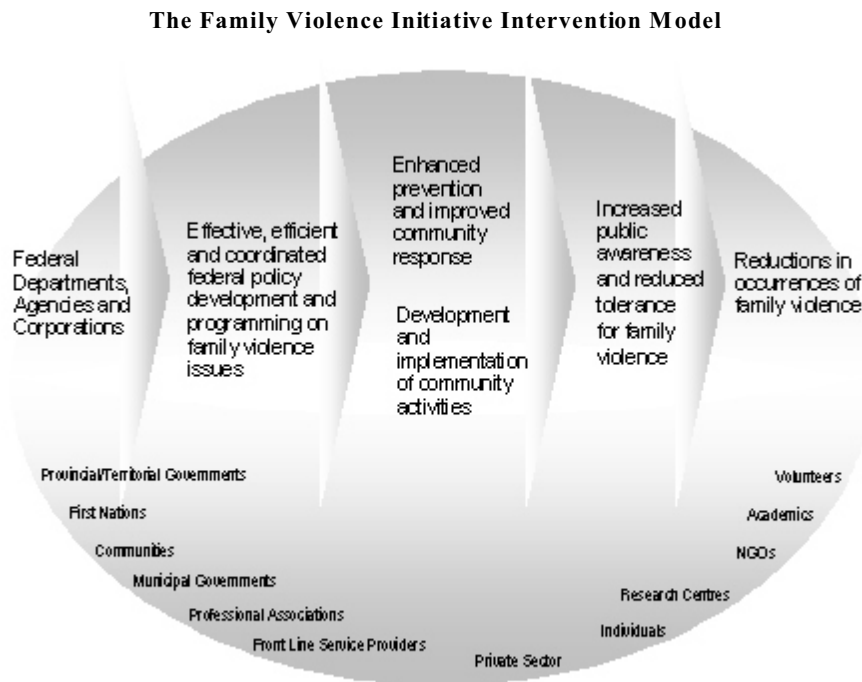 The Family Violence Initiative Intervention Model
Federal
Departments,
Agencies and
Corporations
Effective, efficient
and coordinated
federal policy
development and
programming on
family violence
issues
Enhanced
prevention
and improved
community
response
Development
and
implementation
of community
activities
Increased
public
awareness
and reduced
tolerance
for family
violence
Reductions in
occurrences of
family violence
Provincial/Territorial Governments
First Nations
Communities
Municipal Governments
Professional Associations
Front Line Service Providers
Private Sector
Individuals
Research Centres
NGOs
Academics
Volunteers